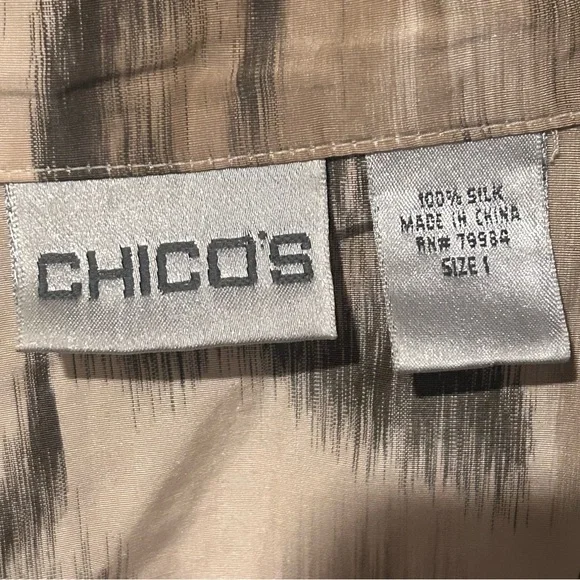 CHICO'S
100% SILK
MADE IN CHINA
RN# 79984
SIZE 1